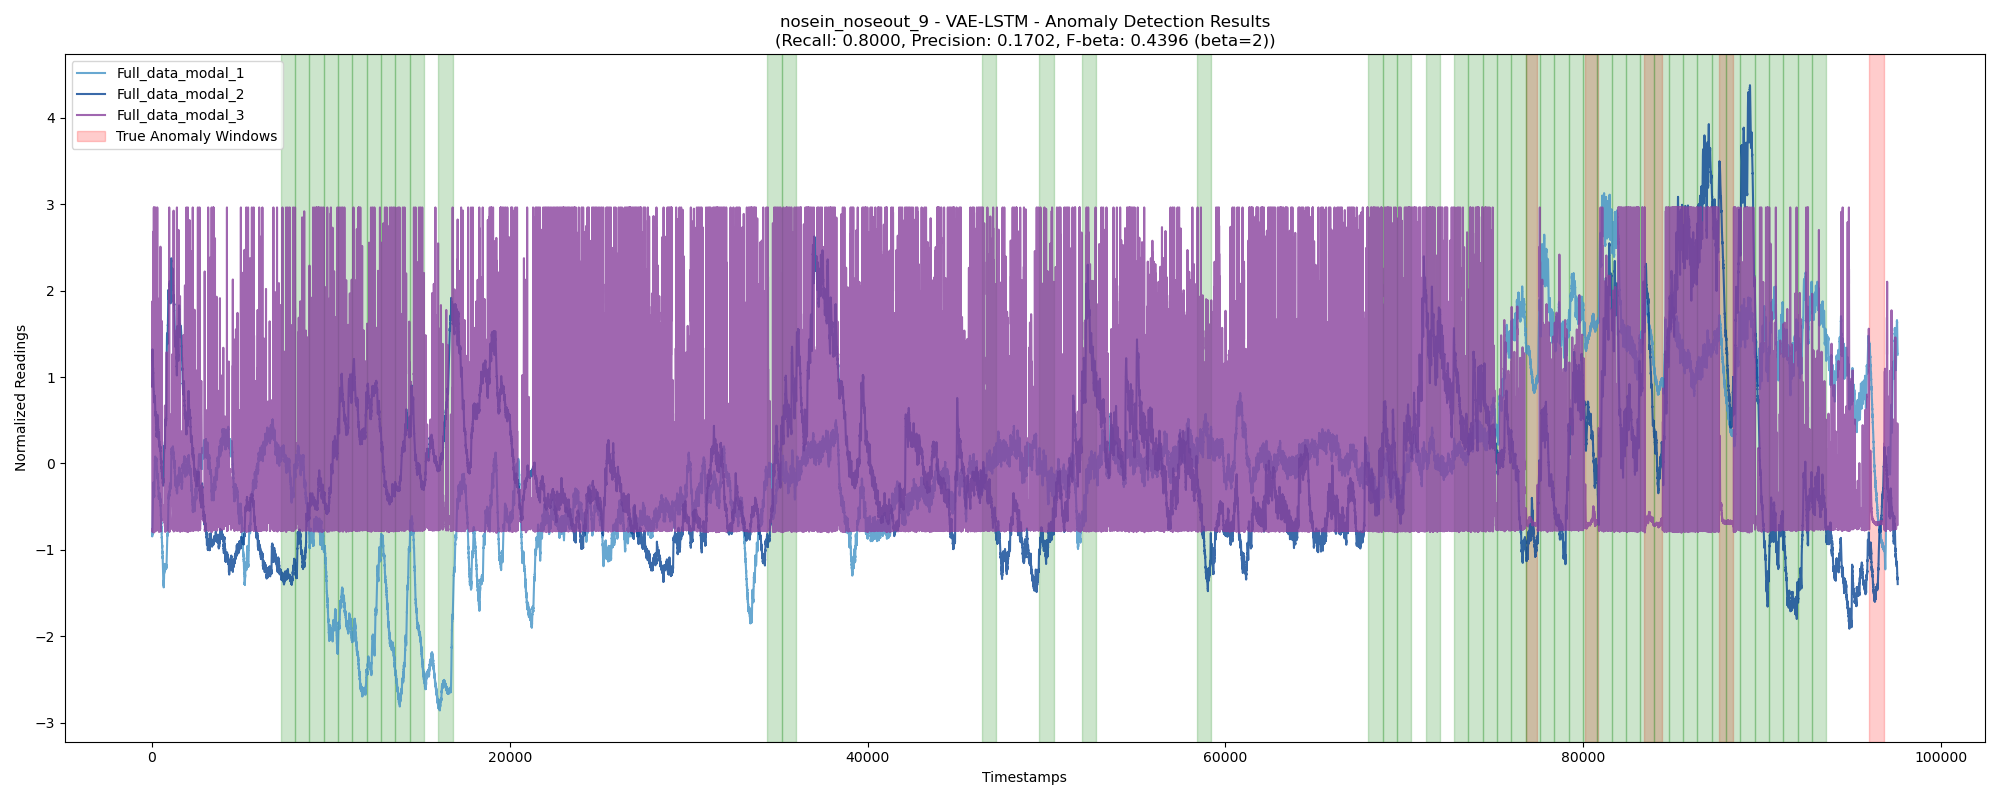 nosein_noseout_9 - VAE-LSTM - Anomaly Detection Results
(Recall: 0.8000, Precision: 0.1702, F-beta: 0.4396 (beta=2))
Full_data_modal_1
Full_data_modal_2
Full_data_modal_3
True Anomaly Windows
Normalized Readings
4
3
2
1
0
−1
−2
−3
0
20000
40000
60000
80000
100000
Timestamps